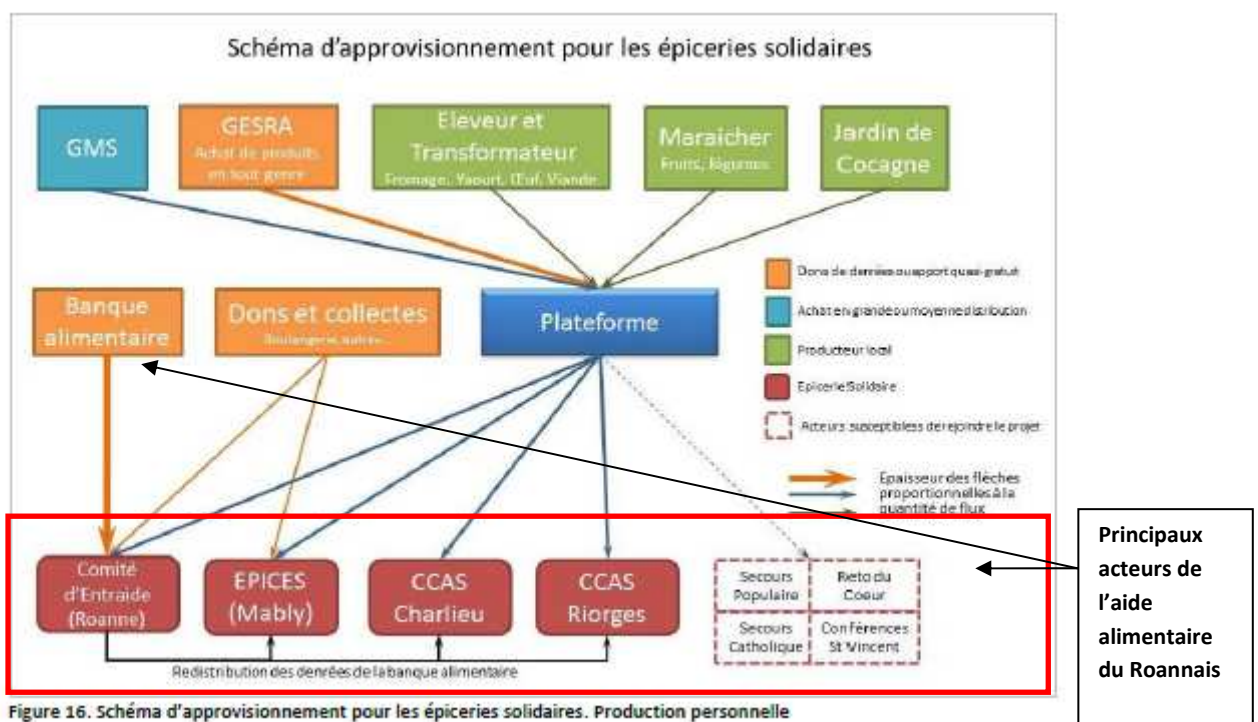 Schéma d'approvisionnement pour les épiceries solidaires
GMS
GESRA
Achat de produits
en tout genre
Eleveur et
Transformateur
Fromage, Yaourt, Œuf, Viande
Maraicher
Fruits, légumes
Jardin de
Cocagne
Banque
alimentaire
Dons et collectes
Boulangerie, autres...
Plateforme
Dons de denrées ou apport quasi-gratuit
Achat en grande ou moyenne distribution
Producteur local
Epicerie Solidaire
Acteurs susceptibles de rejoindre le projet
Epaisseur des flèches
proportionnelles à la
quantité de flux
Comité
d'Entraide
(Roanne)
EPICES
(Mably)
CCAS
Charlieu
CCAS
Riorges
Secours
Populaire
Resto du
Coeur
Secours
Catholique
Conférences
St Vincent
Redistribution des denrées de la banque alimentaire
Principaux
acteurs de
l'aide
alimentaire
du Roannais
Figure 16. Schéma d'approvisionnement pour les épiceries solidaires. Production personnelle